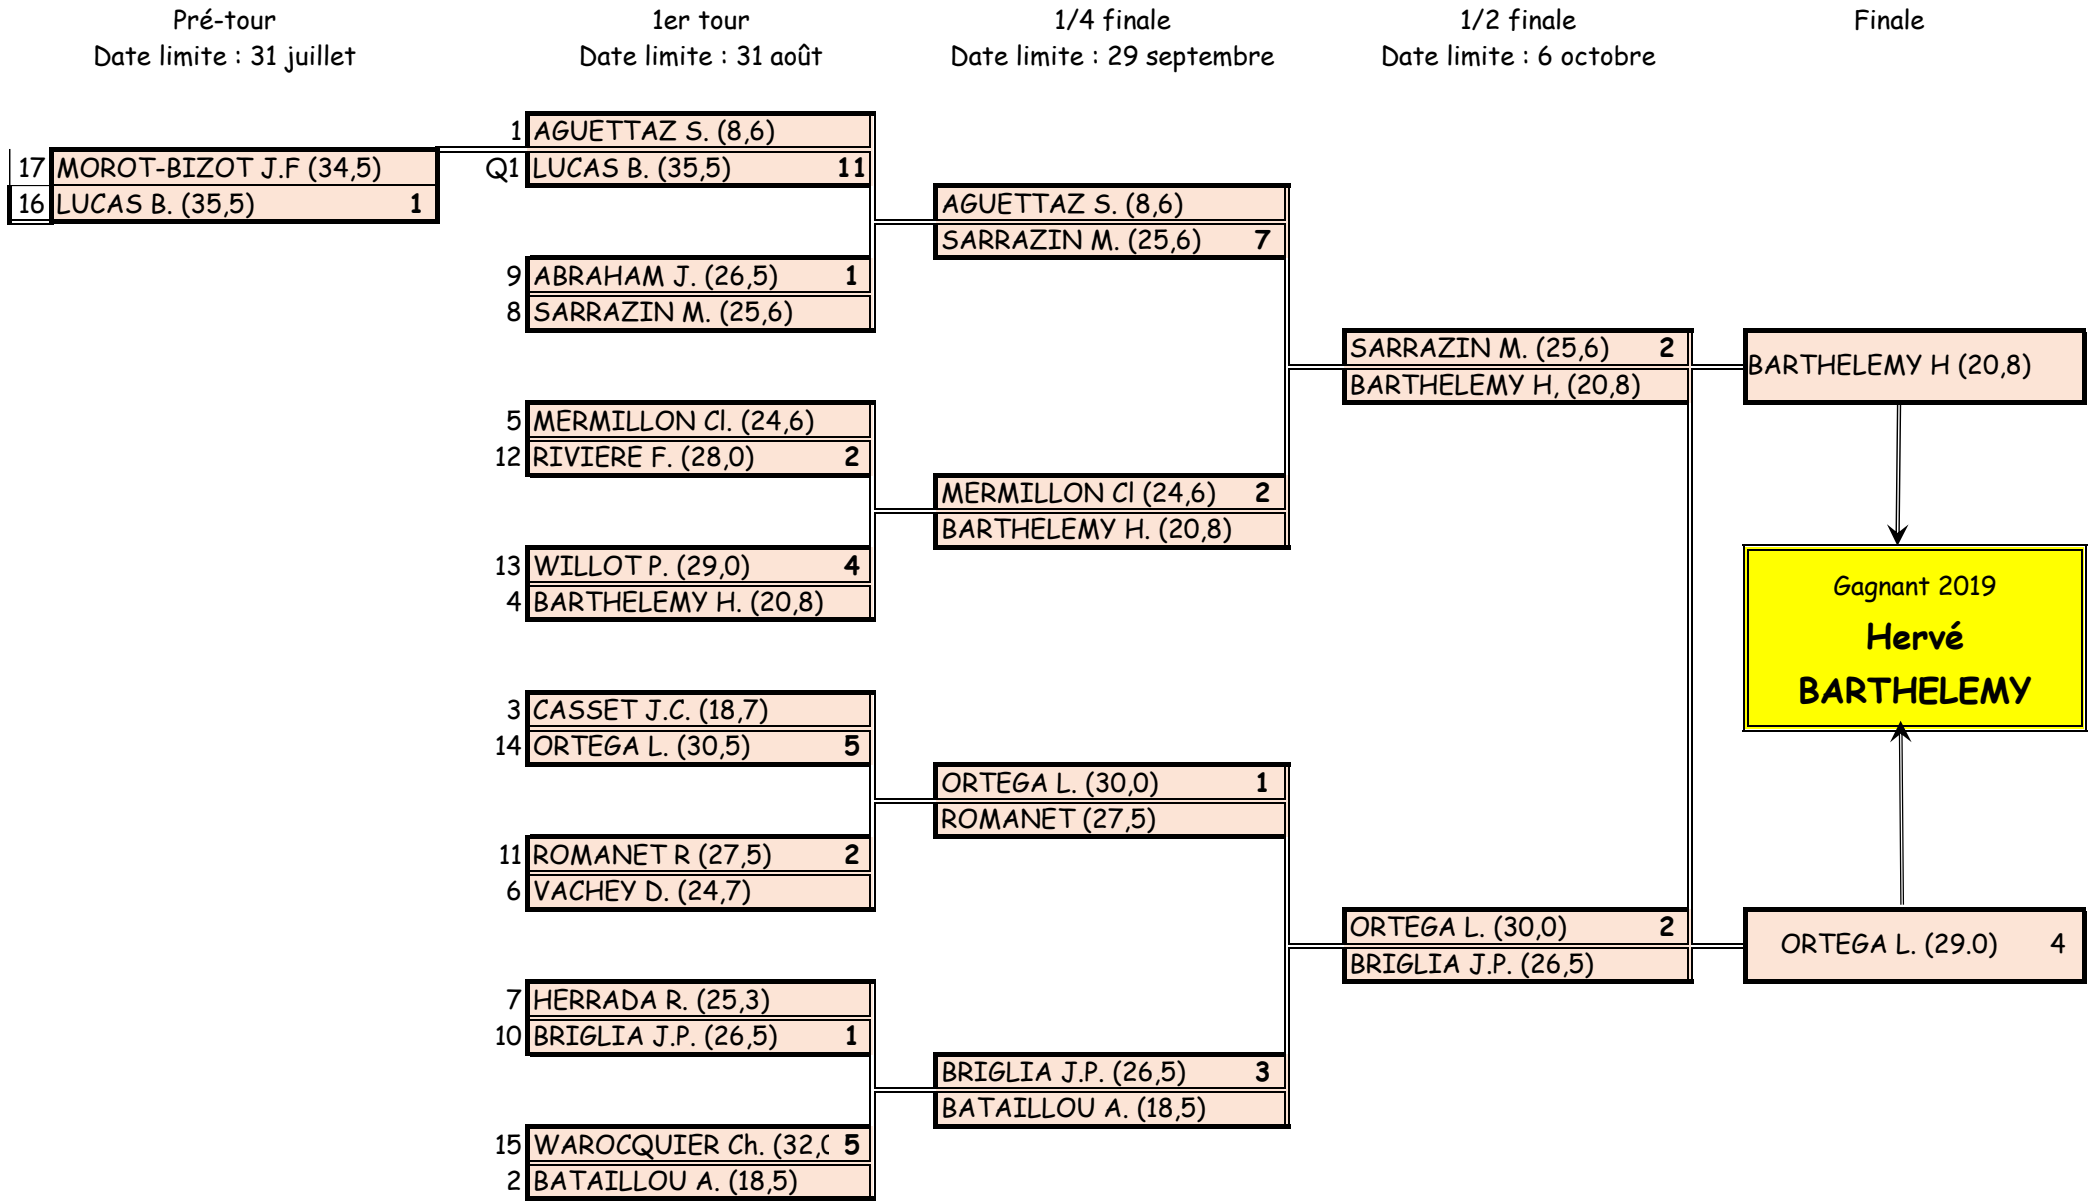 Pré-tour
Date limite : 31 juillet
1er tour
Date limite : 31 août
1/4 finale
Date limite : 29 septembre
1/2 finale
Date limite : 6 octobre
Finale
17 MOROT-BIZOT J.F (34,5)
16 LUCAS B. (35,5) 1
1 AGUETTAZ S. (8,6)
Q1 LUCAS B. (35,5) 11
9 ABRAHAM J. (26,5) 1
8 SARRAZIN M. (25,6)
5 MERMILLON Cl. (24,6)
12 RIVIERE F. (28,0) 2
13 WILLOT P. (29,0) 4
4 BARTHELEMY H. (20,8)
3 CASSET J.C. (18,7)
14 ORTEGA L. (30,5) 5
11 ROMANET R (27,5) 2
6 VACHEY D. (24,7)
7 HERRADA R. (25,3)
10 BRIGLIA J.P. (26,5) 1
15 WAROCQUIER Ch. (32,0 5
2 BATAILLOU A. (18,5)
AGUETTAZ S. (8,6)
SARRAZIN M. (25,6) 7
MERMILLON Cl (24,6) 2
BARTHELEMY H. (20,8)
ORTEGA L. (30,0) 1
ROMANET (27,5)
BRIGLIA J.P. (26,5) 3
BATAILLOU A. (18,5)
SARRAZIN M. (25,6) 2
BARTHELEMY H, (20,8)
ORTEGA L. (30,0) 2
BRIGLIA J.P. (26,5)
BARTHELEMY H (20,8)
Gagnant 2019
Hervé
BARTHELEMY
ORTEGA L. (29.0) 4